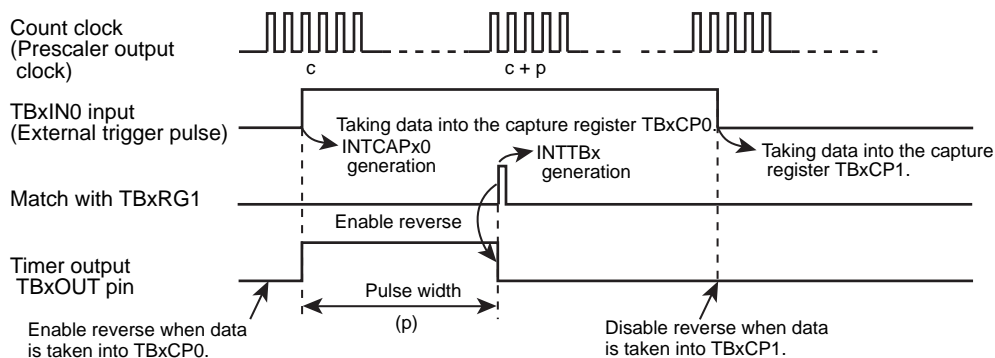 Count clock
(Prescaler output
clock)
c
c + p
TBxIN0 input
(External trigger pulse)
Taking data into the capture register TBxCP0.
INTCAPx0
generation
INTTBx
generation
Taking data into the capture
register TBxCP1.
Match with TBxRG1
Enable reverse
Timer output
TBxOUT pin
Pulse width
(p)
Enable reverse when data
is taken into TBxCP0.
Disable reverse when data
is taken into TBxCP1.